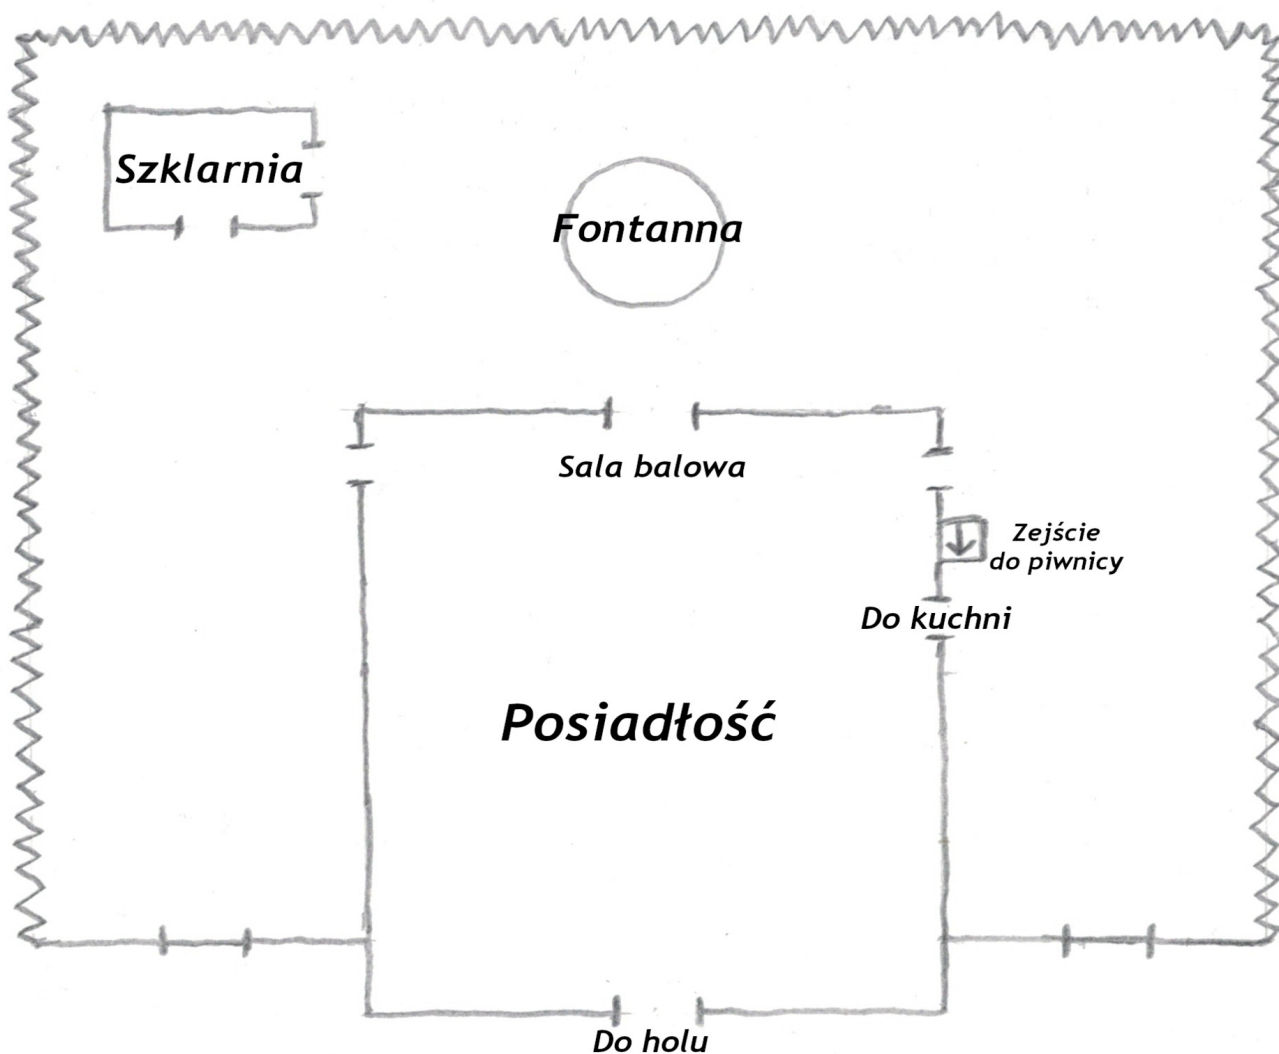 Szklarnia
Fontanna
Sala balowa
Zejście
do piwnicy
Do kuchni
Posiadłość
Do holu